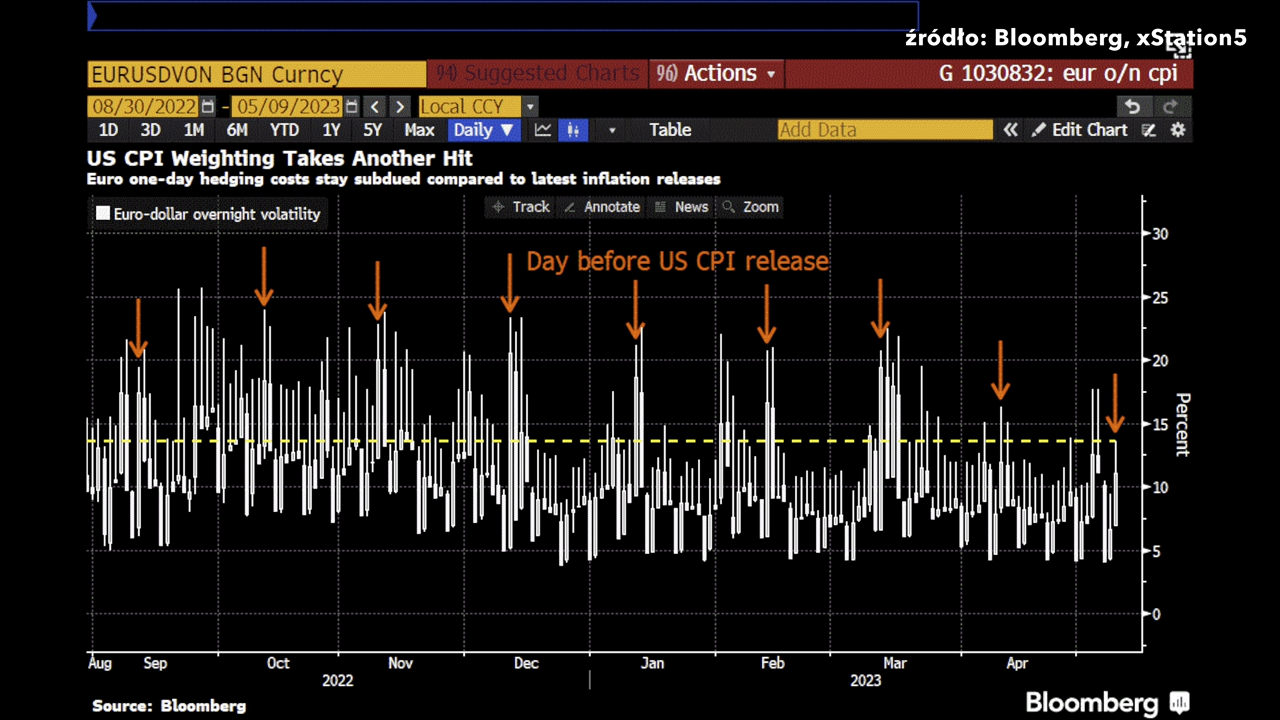 źródło: Bloomberg, xStation5
EURUSDVON BGN Curncy 94) Suggested Charts 96) Actions G 1030832: eur o/n cpi
08/30/2022 - 05/09/2023 Local CCY
1D 3D 1M 6M YTD 1Y 5Y Max Daily Table Add Data Edit Chart
US CPI Weighting Takes Another Hit
Euro one-day hedging costs stay subdued compared to latest inflation releases
Euro-dollar overnight volatility
Track Annotate News Zoom
Day before US CPI release
30
25
20
15
10
5
0
Percent
Aug Sep Oct Nov Dec Jan Feb Mar Apr
2022 2023
Source: Bloomberg
Bloomberg